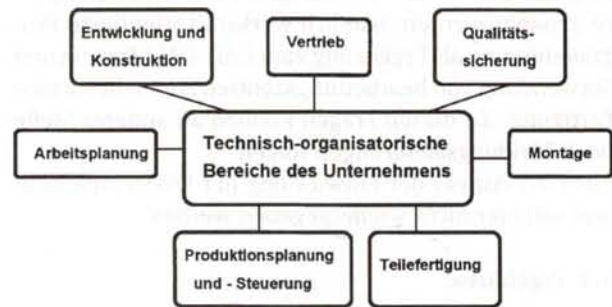 Entwicklung und
Konstruktion
Vertrieb
Qualitäts-
sicherung
Arbeitsplanung
Technisch-organisatorische
Bereiche des Unternehmens
Montage
Produktionsplanung
und - Steuerung
Teilefertigung